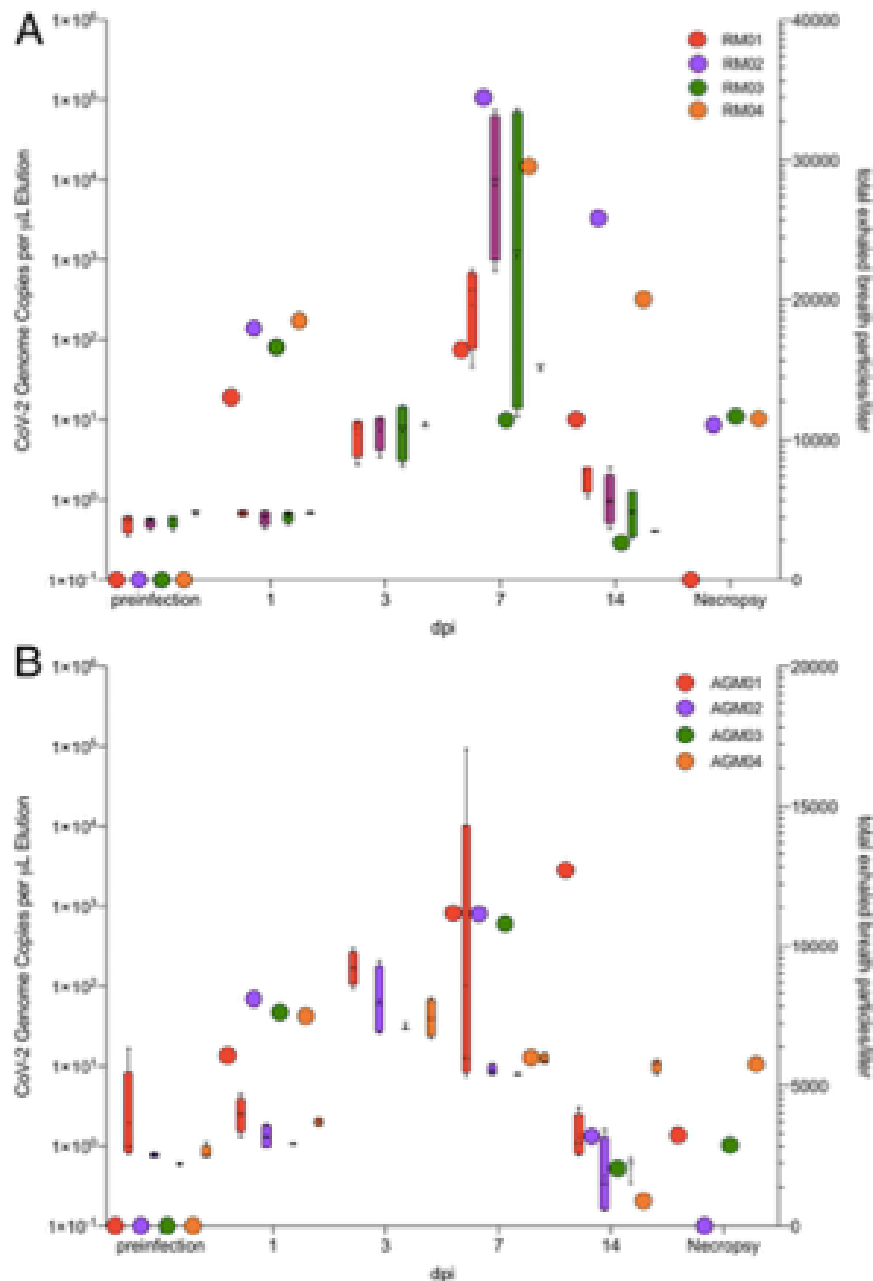 A
1×10⁶
1×10⁵
1×10⁴
1×10³
1×10²
1×10¹
1×10⁰
1×10⁻¹
CoV-2 Genome Copies per µL Elution
40000
30000
20000
10000
0
total exhaled breath particles/liter
RM01
RM02
RM03
RM04
preinfection 1 3 7 14 Necropsy
dpi
B
1×10⁶
1×10⁵
1×10⁴
1×10³
1×10²
1×10¹
1×10⁰
1×10⁻¹
CoV-2 Genome Copies per µL Elution
20000
15000
10000
5000
0
total exhaled breath particles/liter
AGM01
AGM02
AGM03
AGM04
preinfection 1 3 7 14 Necropsy
dpi